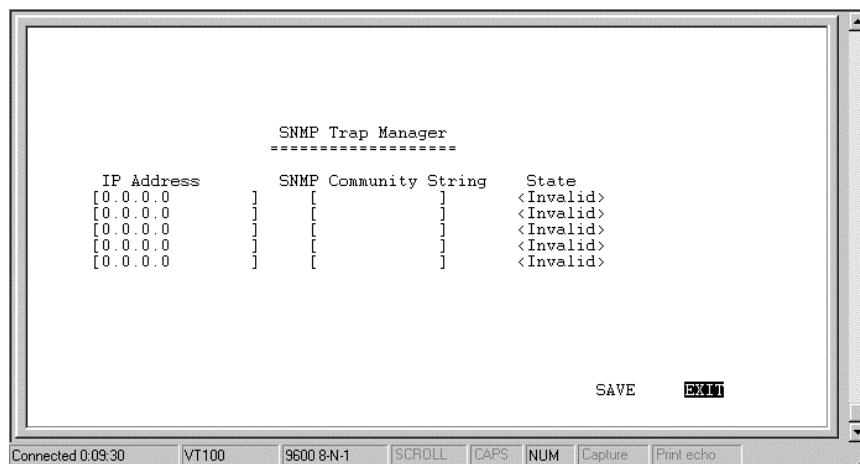 SNMP Trap Manager
===================
IP Address SNMP Community String State
[0.0.0.0 ] [ ] <Invalid>
[0.0.0.0 ] [ ] <Invalid>
[0.0.0.0 ] [ ] <Invalid>
[0.0.0.0 ] [ ] <Invalid>
[0.0.0.0 ] [ ] <Invalid>
SAVE EXIT
Connected 0:09:30 VT100 9600 8-N-1 SCROLL CAPS NUM Capture Print echo